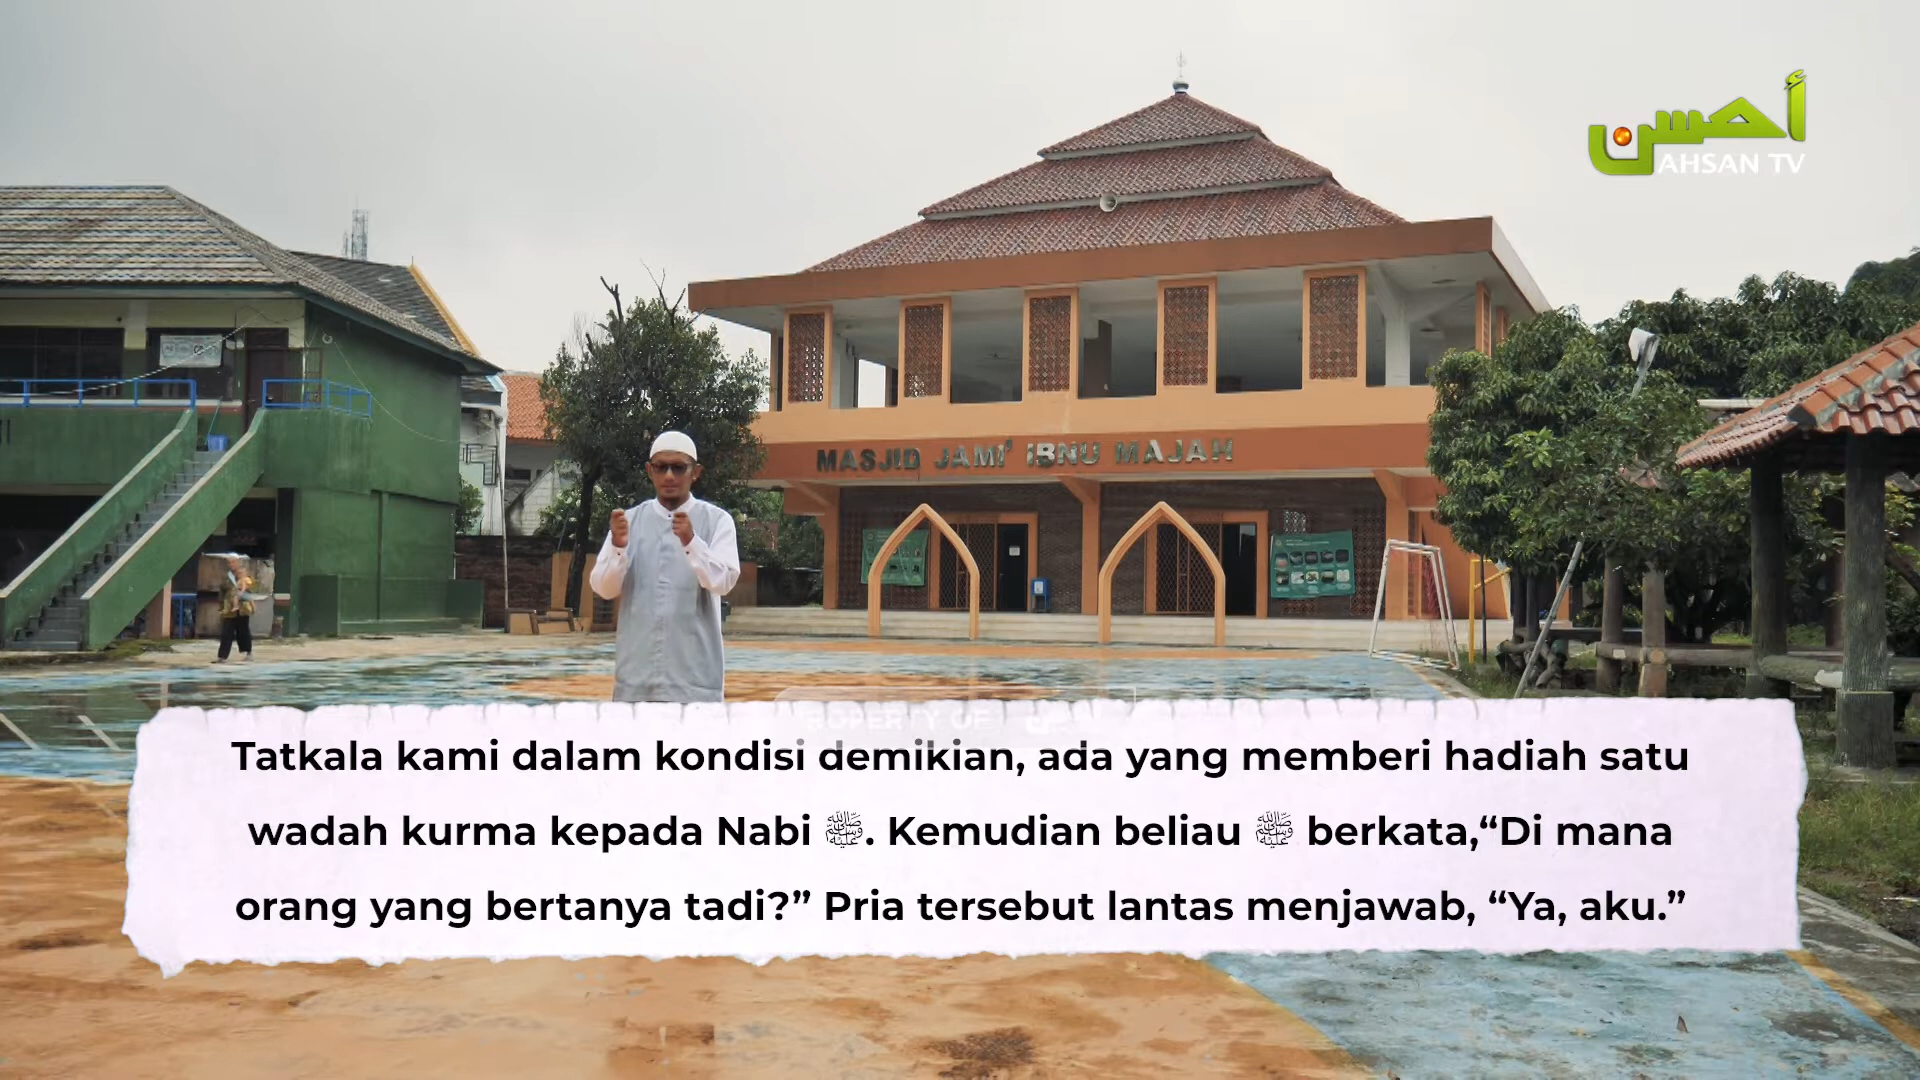 أحسن
AHSAN TV
MASJID JAMI' IBNU MAJAH
Tatkala kami dalam kondisi demikian, ada yang memberi hadiah satu
wadah kurma kepada Nabi ﷺ. Kemudian beliau ﷺ berkata,“Di mana
orang yang bertanya tadi?” Pria tersebut lantas menjawab, “Ya, aku.”